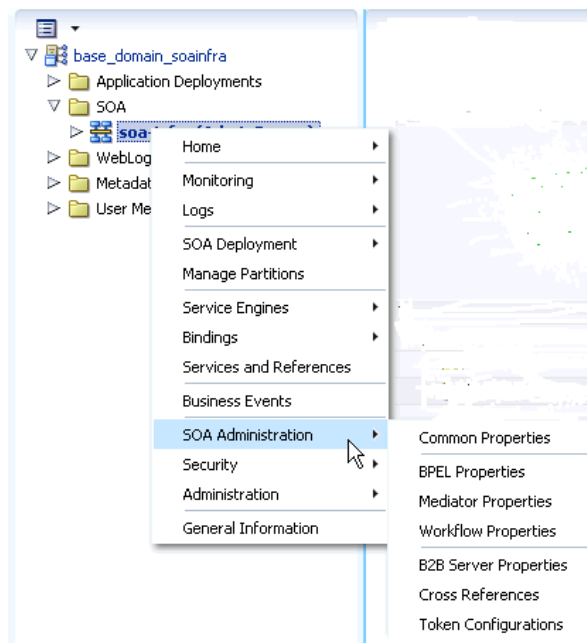 base_domain_soainfra
Application Deployments
SOA
soa-
WebLog
Metadat
User Me
Home
Monitoring
Logs
SOA Deployment
Manage Partitions
Service Engines
Bindings
Services and References
Business Events
SOA Administration
Security
Administration
General Information
Common Properties
BPEL Properties
Mediator Properties
Workflow Properties
B2B Server Properties
Cross References
Token Configurations